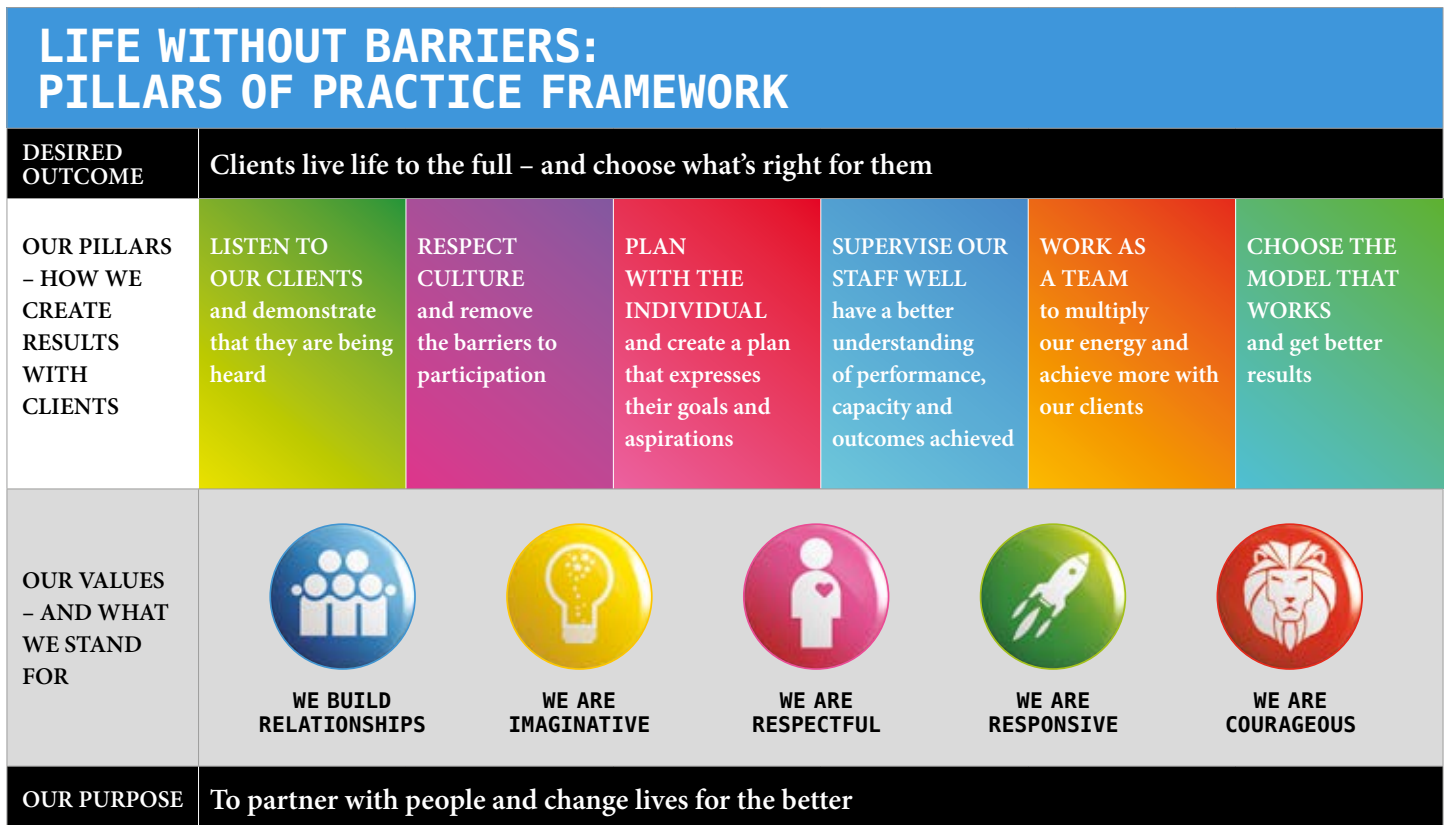 LIFE WITHOUT BARRIERS:
PILLARS OF PRACTICE FRAMEWORK
DESIRED
OUTCOME
Clients live life to the full – and choose what's right for them
OUR PILLARS
– HOW WE
CREATE
RESULTS
WITH
CLIENTS
LISTEN TO
OUR CLIENTS
and demonstrate
that they are being
heard
RESPECT
CULTURE
and remove
the barriers to
participation
PLAN
WITH THE
INDIVIDUAL
and create a plan
that expresses
their goals and
aspirations
SUPERVISE OUR
STAFF WELL
have a better
understanding
of performance,
capacity and
outcomes achieved
WORK AS
A TEAM
to multiply
our energy and
achieve more with
our clients
CHOOSE THE
MODEL THAT
WORKS
and get better
results
OUR VALUES
– AND WHAT
WE STAND
FOR
WE BUILD
RELATIONSHIPS
WE ARE
IMAGINATIVE
WE ARE
RESPECTFUL
WE ARE
RESPONSIVE
WE ARE
COURAGEOUS
OUR PURPOSE
To partner with people and change lives for the better